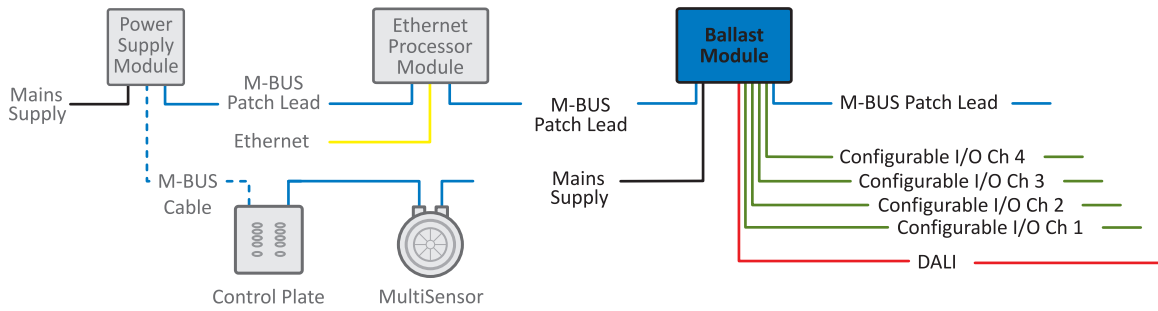 Power
Supply
Module
Ethernet
Processor
Module
Ballast
Module
Mains
Supply
M-BUS
Patch Lead
M-BUS
Patch Lead
M-BUS Patch Lead
Ethernet
Configurable I/O Ch 4
M-BUS
Cable
Mains
Supply
Configurable I/O Ch 3
Configurable I/O Ch 2
Configurable I/O Ch 1
DALI
Control Plate
MultiSensor